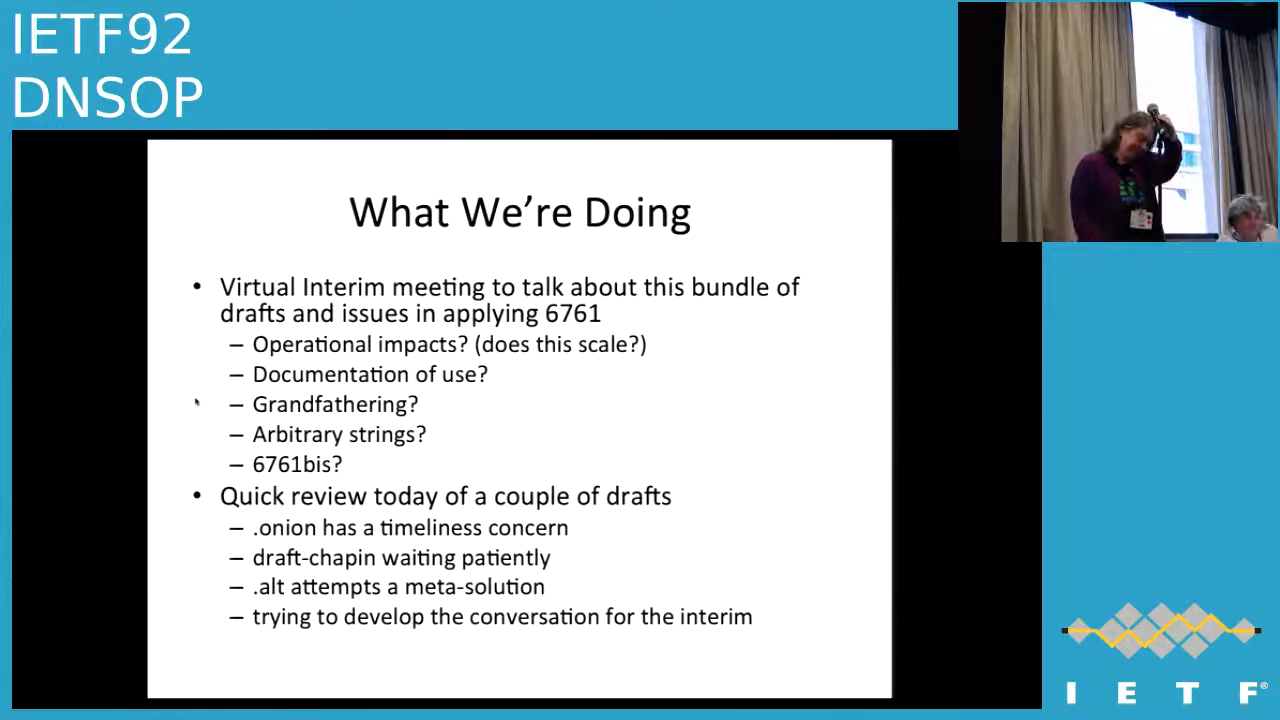 IETF92
DNSOP
What We're Doing
• Virtual Interim meeting to talk about this bundle of
drafts and issues in applying 6761
– Operational impacts? (does this scale?)
– Documentation of use?
– Grandfathering?
– Arbitrary strings?
– 6761bis?
• Quick review today of a couple of drafts
– .onion has a timeliness concern
– draft-chapin waiting patiently
– .alt attempts a meta-solution
– trying to develop the conversation for the interim
I E T F®